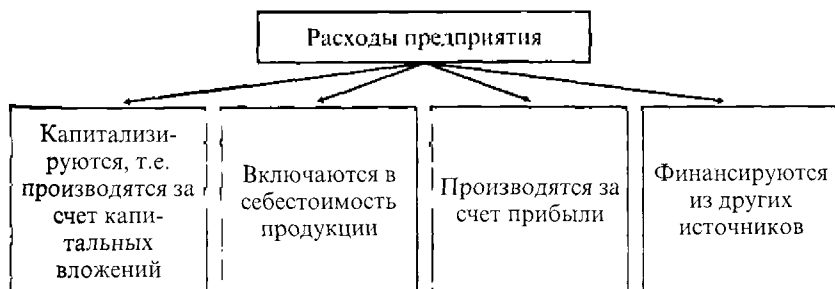 Расходы предприятия
Капитализи-
руются, т.е.
производятся за
счет капи-
тальных
вложений
Включаются в
себестоимость
продукции
Производятся за
счет прибыли
Финансируются
из других
источников